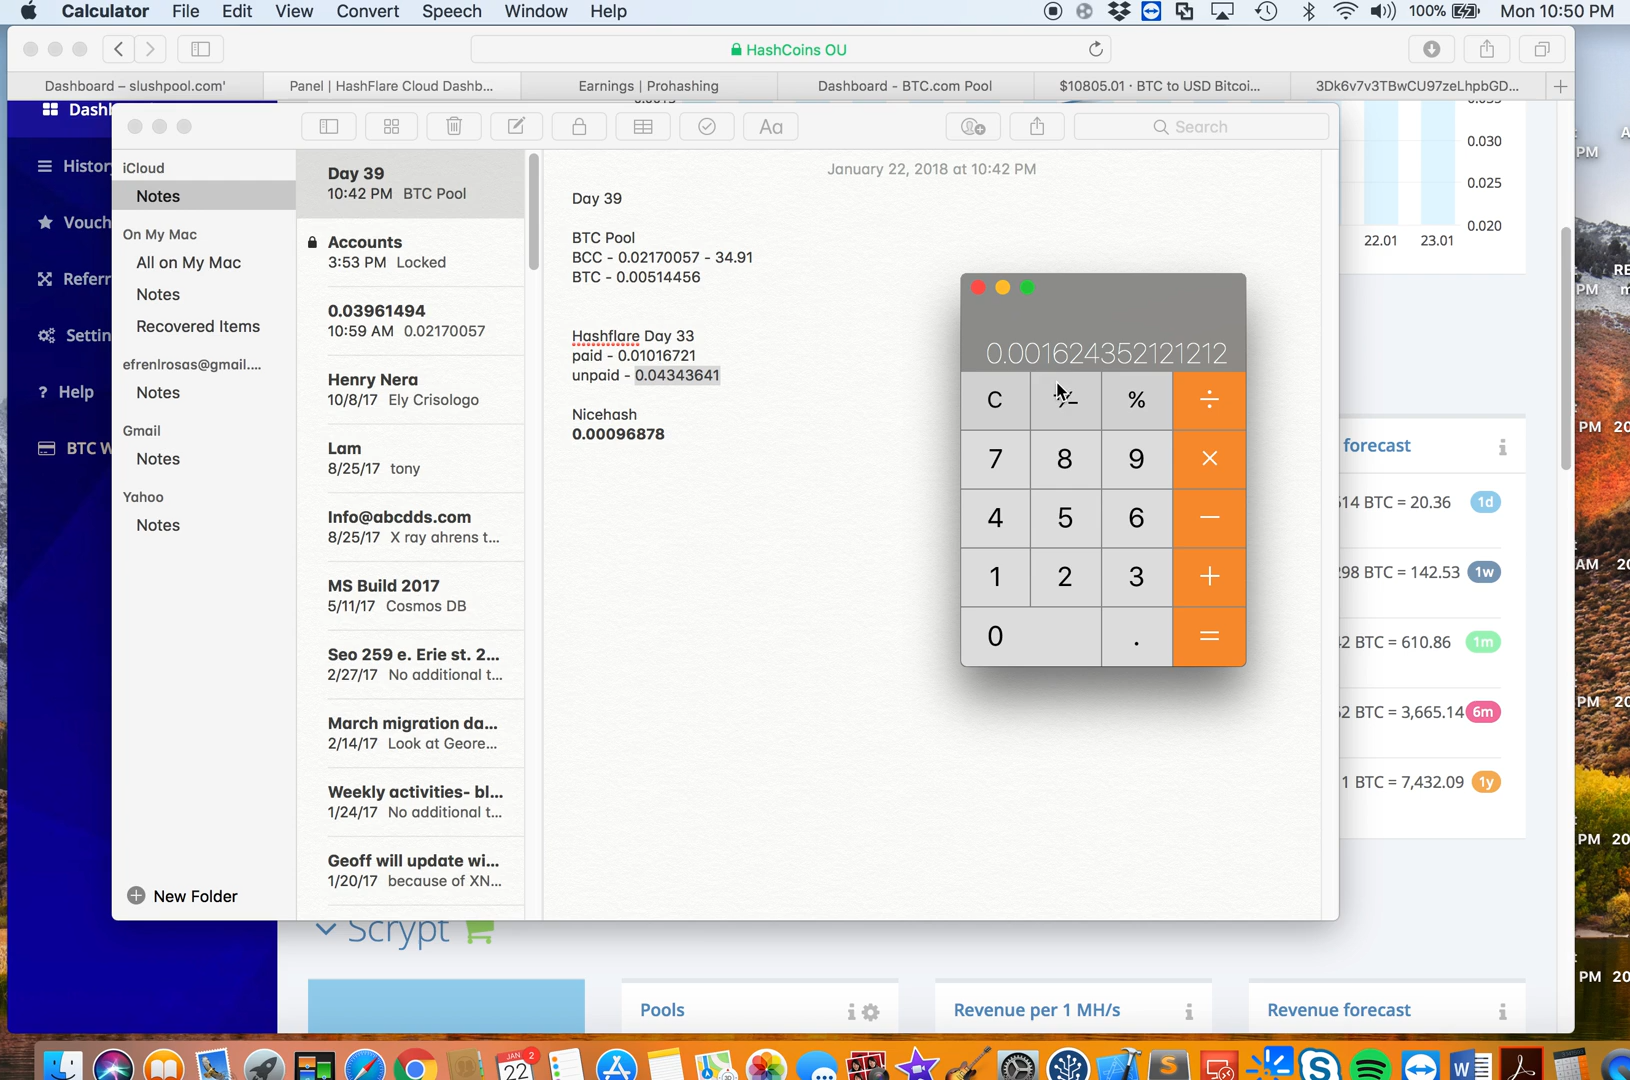 Calculator File Edit View Convert Speech Window Help 100% Mon 10:50 PM
HashCoins OU
Dashboard – slushpool.com' Panel | HashFlare Cloud Dashb... Earnings | Prohashing Dashboard - BTC.com Pool $10805.01 · BTC to USD Bitcoi... 3Dk6v7v3TBwCU97zeLhpbGD...
Search
Help
iCloud
Notes
On My Mac
All on My Mac
Notes
Recovered Items
efrenlrosas@gmail....
Notes
Gmail
Notes
Yahoo
Notes
New Folder
Day 39
10:42 PM BTC Pool
Accounts
3:53 PM Locked
0.03961494
10:59 AM 0.02170057
Henry Nera
10/8/17 Ely Crisologo
Lam
8/25/17 tony
Info@abcdds.com
8/25/17 X ray ahrens t...
MS Build 2017
5/11/17 Cosmos DB
Seo 259 e. Erie st. 2...
2/27/17 No additional t...
March migration da...
2/14/17 Look at Geore...
Weekly activities- bl...
1/24/17 No additional t...
Geoff will update wi...
1/20/17 because of XN...
January 22, 2018 at 10:42 PM
Day 39
BTC Pool
BCC - 0.02170057 - 34.91
BTC - 0.00514456
Hashflare Day 33
paid - 0.01016721
unpaid - 0.04343641
Nicehash
0.00096878
0.001624352121212
C % ÷
7 8 9 ×
4 5 6 −
1 2 3 +
0 . =
0.030
0.025
0.020
22.01 23.01
forecast
14 BTC = 20.36 1d
98 BTC = 142.53 1w
2 BTC = 610.86 1m
2 BTC = 3,665.14 6m
1 BTC = 7,432.09 1y
Scrypt
Pools
Revenue per 1 MH/s
Revenue forecast
JAN 2
22